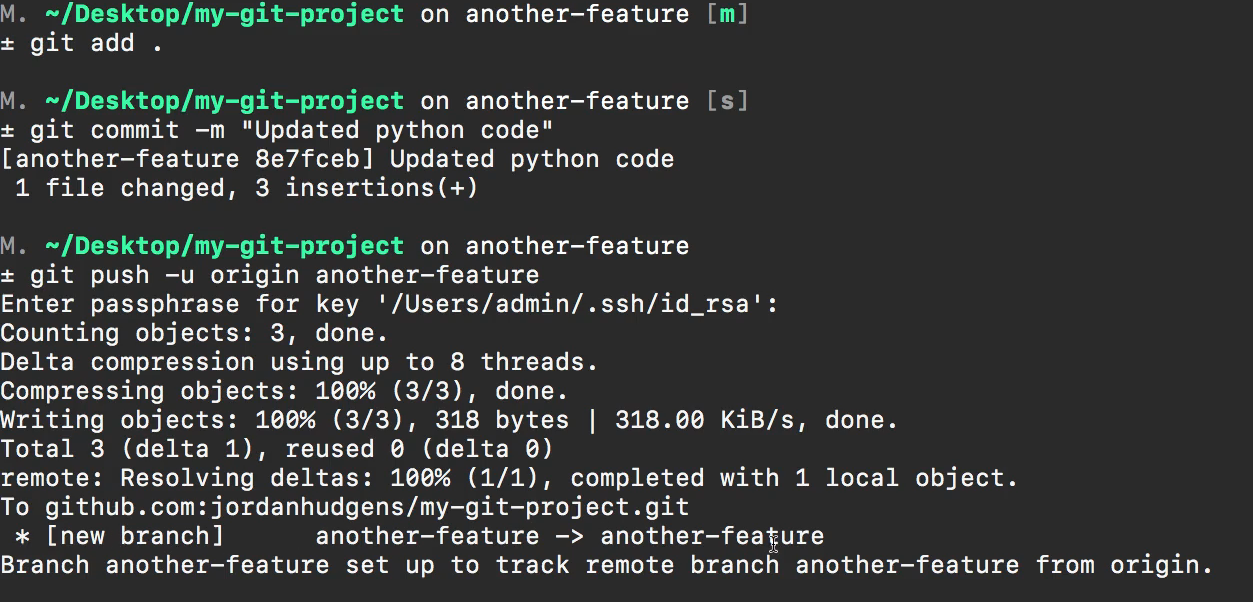 M. ~/Desktop/my-git-project on another-feature [m]
± git add .
M. ~/Desktop/my-git-project on another-feature [s]
± git commit -m "Updated python code"
[another-feature 8e7fceb] Updated python code
 1 file changed, 3 insertions(+)
M. ~/Desktop/my-git-project on another-feature
± git push -u origin another-feature
Enter passphrase for key '/Users/admin/.ssh/id_rsa':
Counting objects: 3, done.
Delta compression using up to 8 threads.
Compressing objects: 100% (3/3), done.
Writing objects: 100% (3/3), 318 bytes | 318.00 KiB/s, done.
Total 3 (delta 1), reused 0 (delta 0)
remote: Resolving deltas: 100% (1/1), completed with 1 local object.
To github.com:jordanhudgens/my-git-project.git
 * [new branch]      another-feature -> another-feature
Branch another-feature set up to track remote branch another-feature from origin.